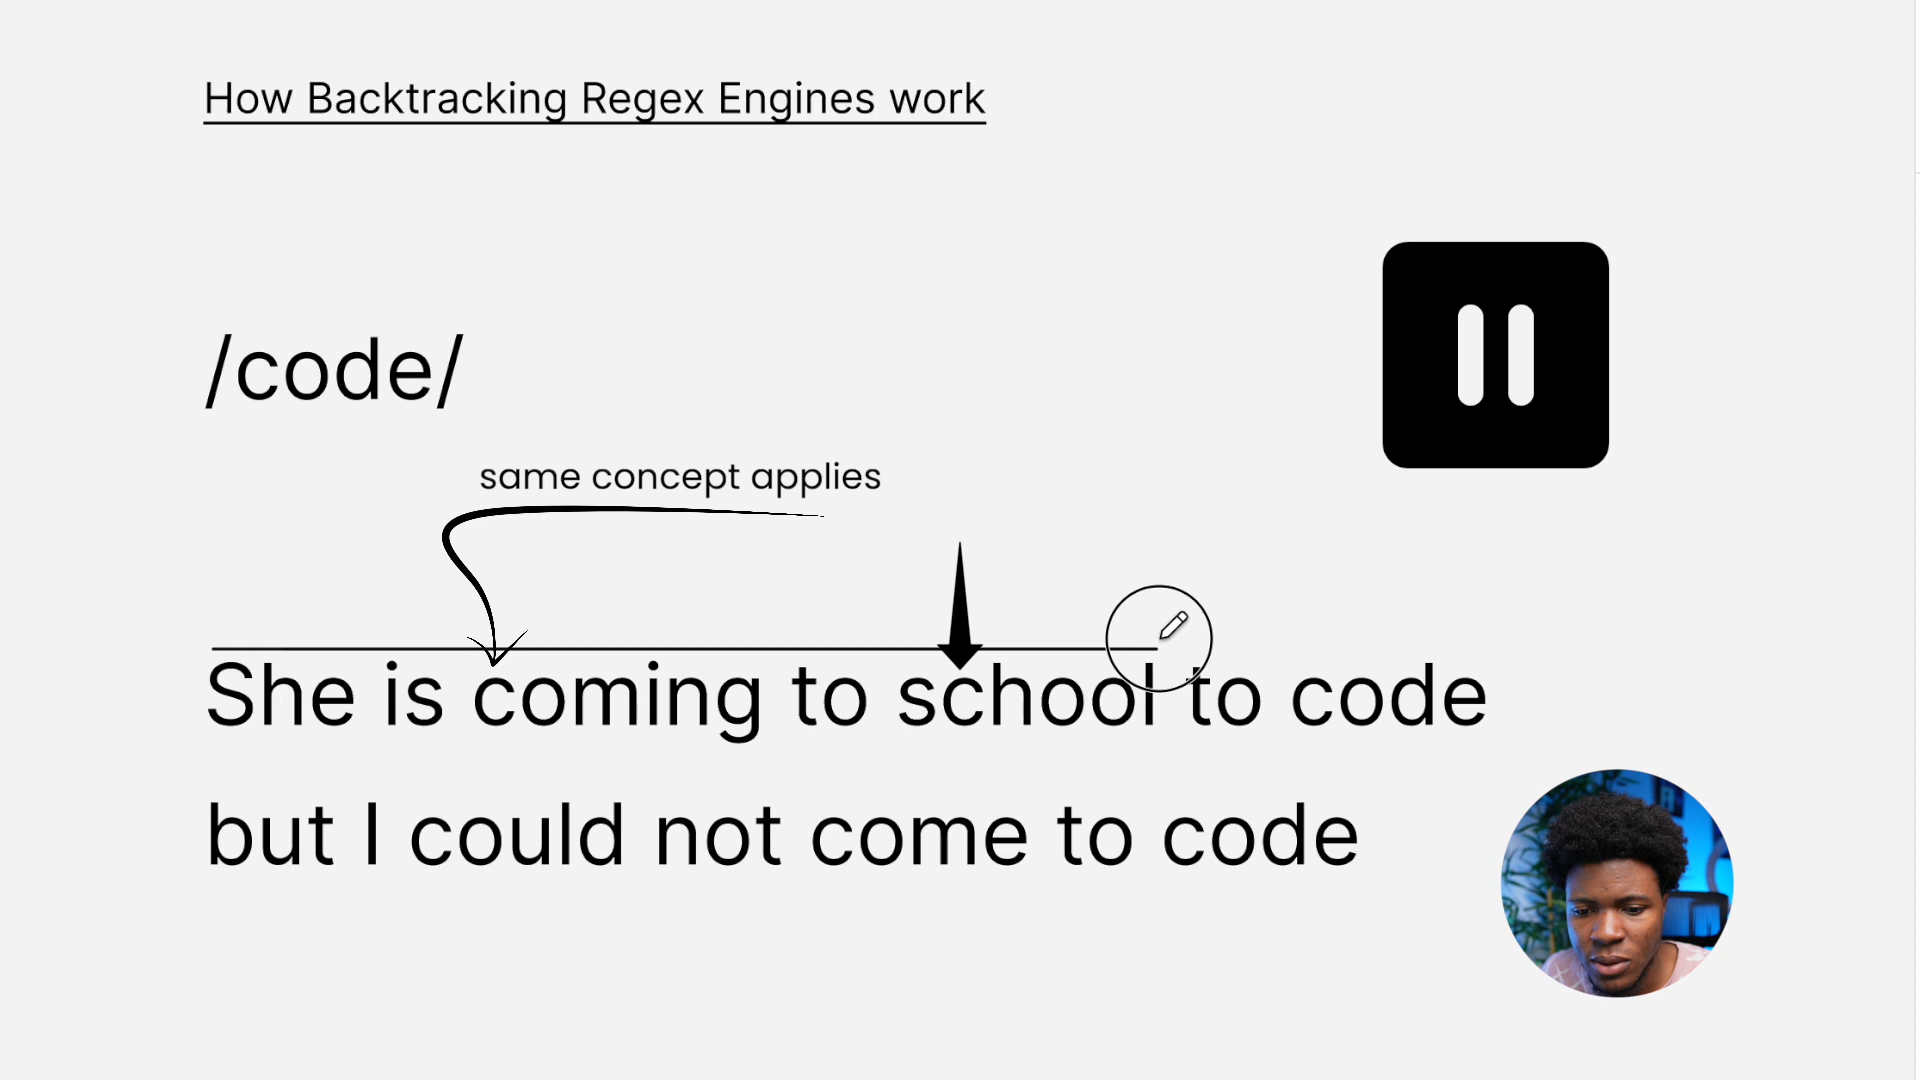 How Backtracking Regex Engines work
/code/
same concept applies
She is coming to school to code
but I could not come to code